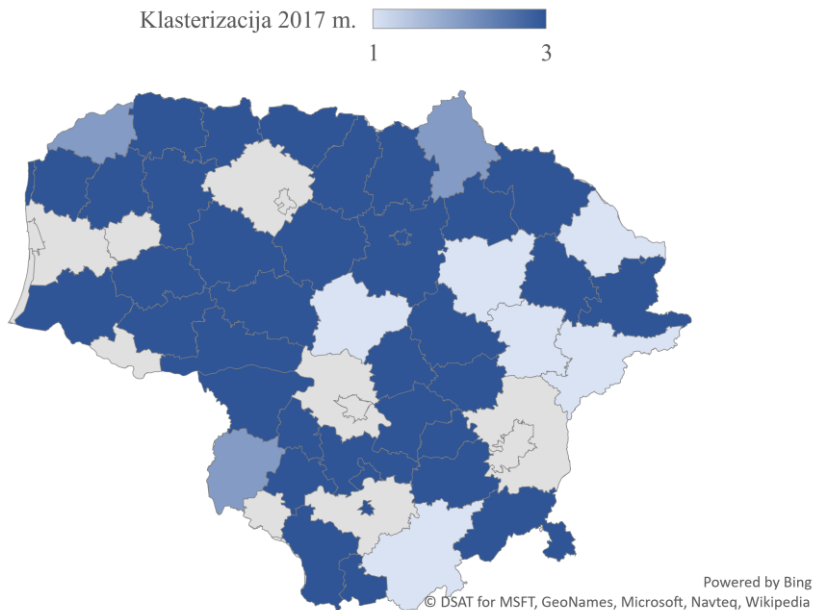 Klasterizacija 2017 m.
1 3
Powered by Bing
© DSAT for MSFT, GeoNames, Microsoft, Navteq, Wikipedia